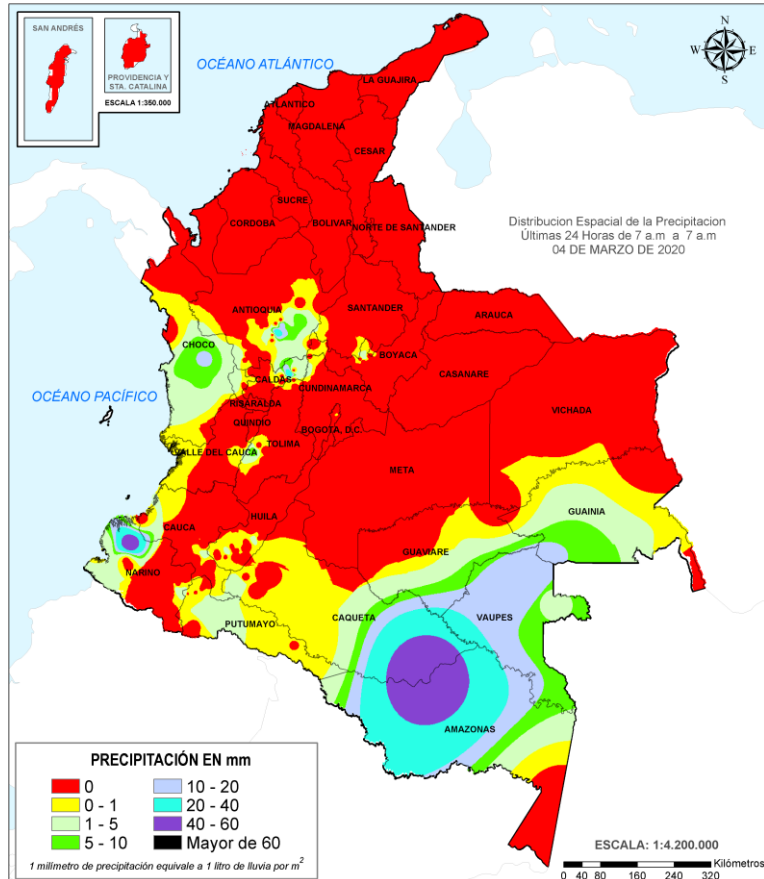 SAN ANDRÉS
PROVIDENCIA Y
STA. CATALINA
ESCALA 1:350.000
N
W E
S
OCÉANO ATLÁNTICO
LA GUAJIRA
ATLANTICO
MAGDALENA
CESAR
SUCRE
CORDOBA
BOLIVAR
NORTE DE SANTANDER
Distribucion Espacial de la Precipitacion
Últimas 24 Horas de 7 a.m a 7 a.m
04 DE MARZO DE 2020
ANTIOQUIA
SANTANDER
ARAUCA
CHOCO
BOYACA
CASANARE
CALDAS
CUNDINAMARCA
OCÉANO PACÍFICO
RISARALDA
VICHADA
QUINDIO
BOGOTA, D.C.
TOLIMA
VALLE DEL CAUCA
META
GUAINIA
HUILA
CAUCA
GUAVIARE
NARIÑO
CAQUETA
VAUPES
PUTUMAYO
AMAZONAS
PRECIPITACIÓN EN mm
0
0 - 1
1 - 5
5 - 10
10 - 20
20 - 40
40 - 60
Mayor de 60
1 milímetro de precipitación equivale a 1 litro de lluvia por m²
ESCALA: 1:4.200.000
Kilómetros
0 40 80 160 240 320